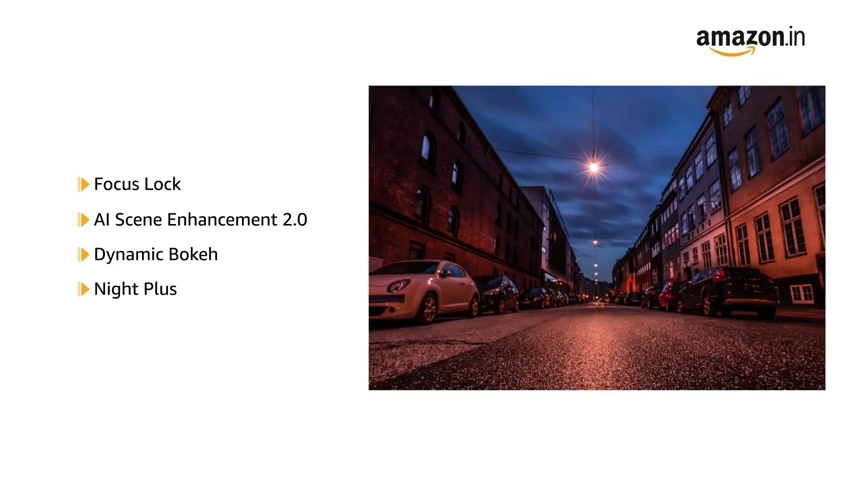 amazon.in
Focus Lock
AI Scene Enhancement 2.0
Dynamic Bokeh
Night Plus